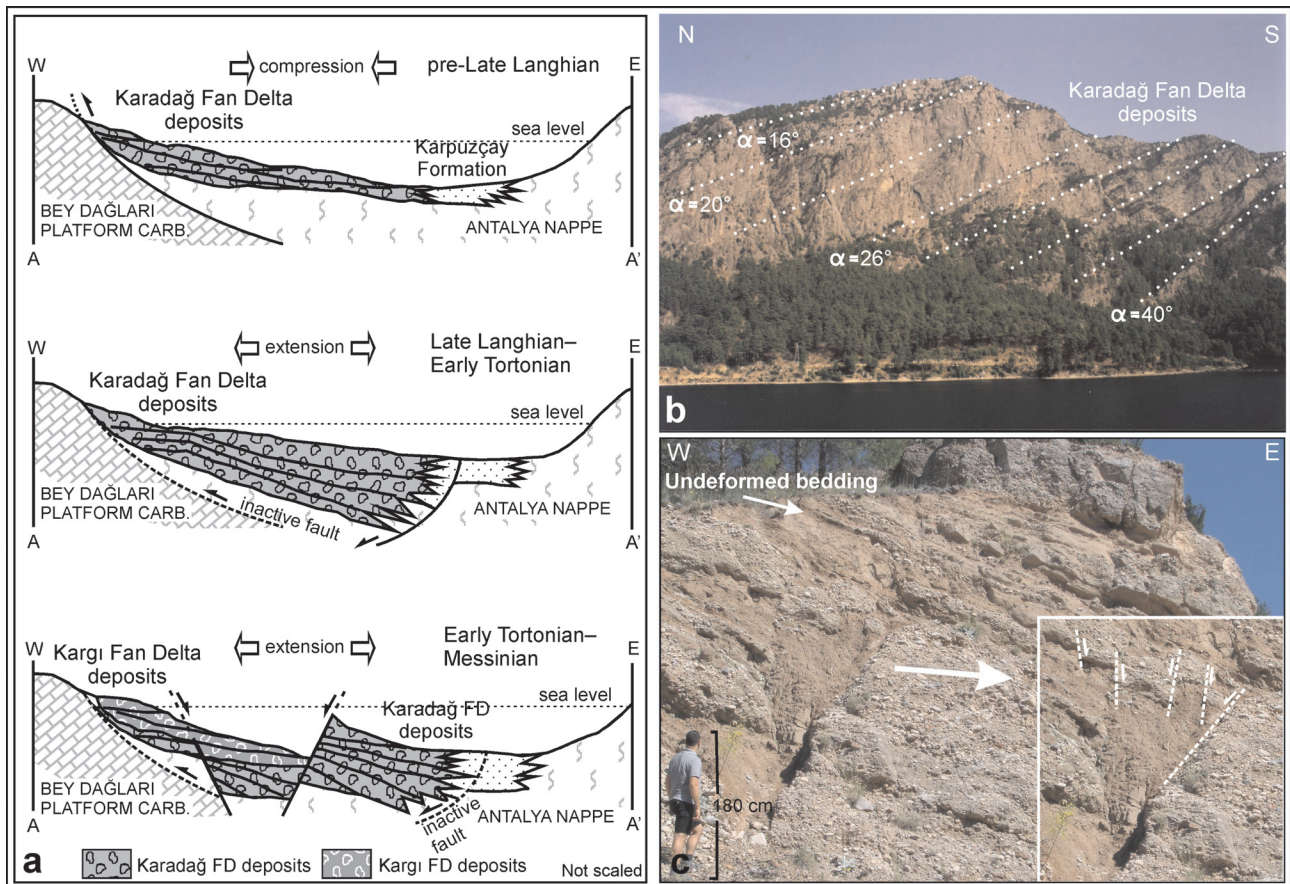 W
E
compression
pre-Late Langhian
Karadağ Fan Delta
deposits
sea level
Karpuzçay
Formation
BEY DAĞLARI
PLATFORM CARB.
ANTALYA NAPPE
A
A'
W
E
extension
Late Langhian–
Early Tortonian
Karadağ Fan Delta
deposits
sea level
BEY DAĞLARI
PLATFORM CARB.
inactive fault
ANTALYA NAPPE
A
A'
W
E
extension
Early Tortonian–
Messinian
Kargı Fan Delta
deposits
sea level
Karadağ FD
deposits
BEY DAĞLARI
PLATFORM CARB.
inactive
fault
ANTALYA NAPPE
A
A'
a
Karadağ FD deposits
Kargı FD deposits
Not scaled
N
S
Karadağ Fan Delta
deposits
α=16°
α=20°
α=26°
α=40°
b
W
E
Undeformed bedding
180 cm
c